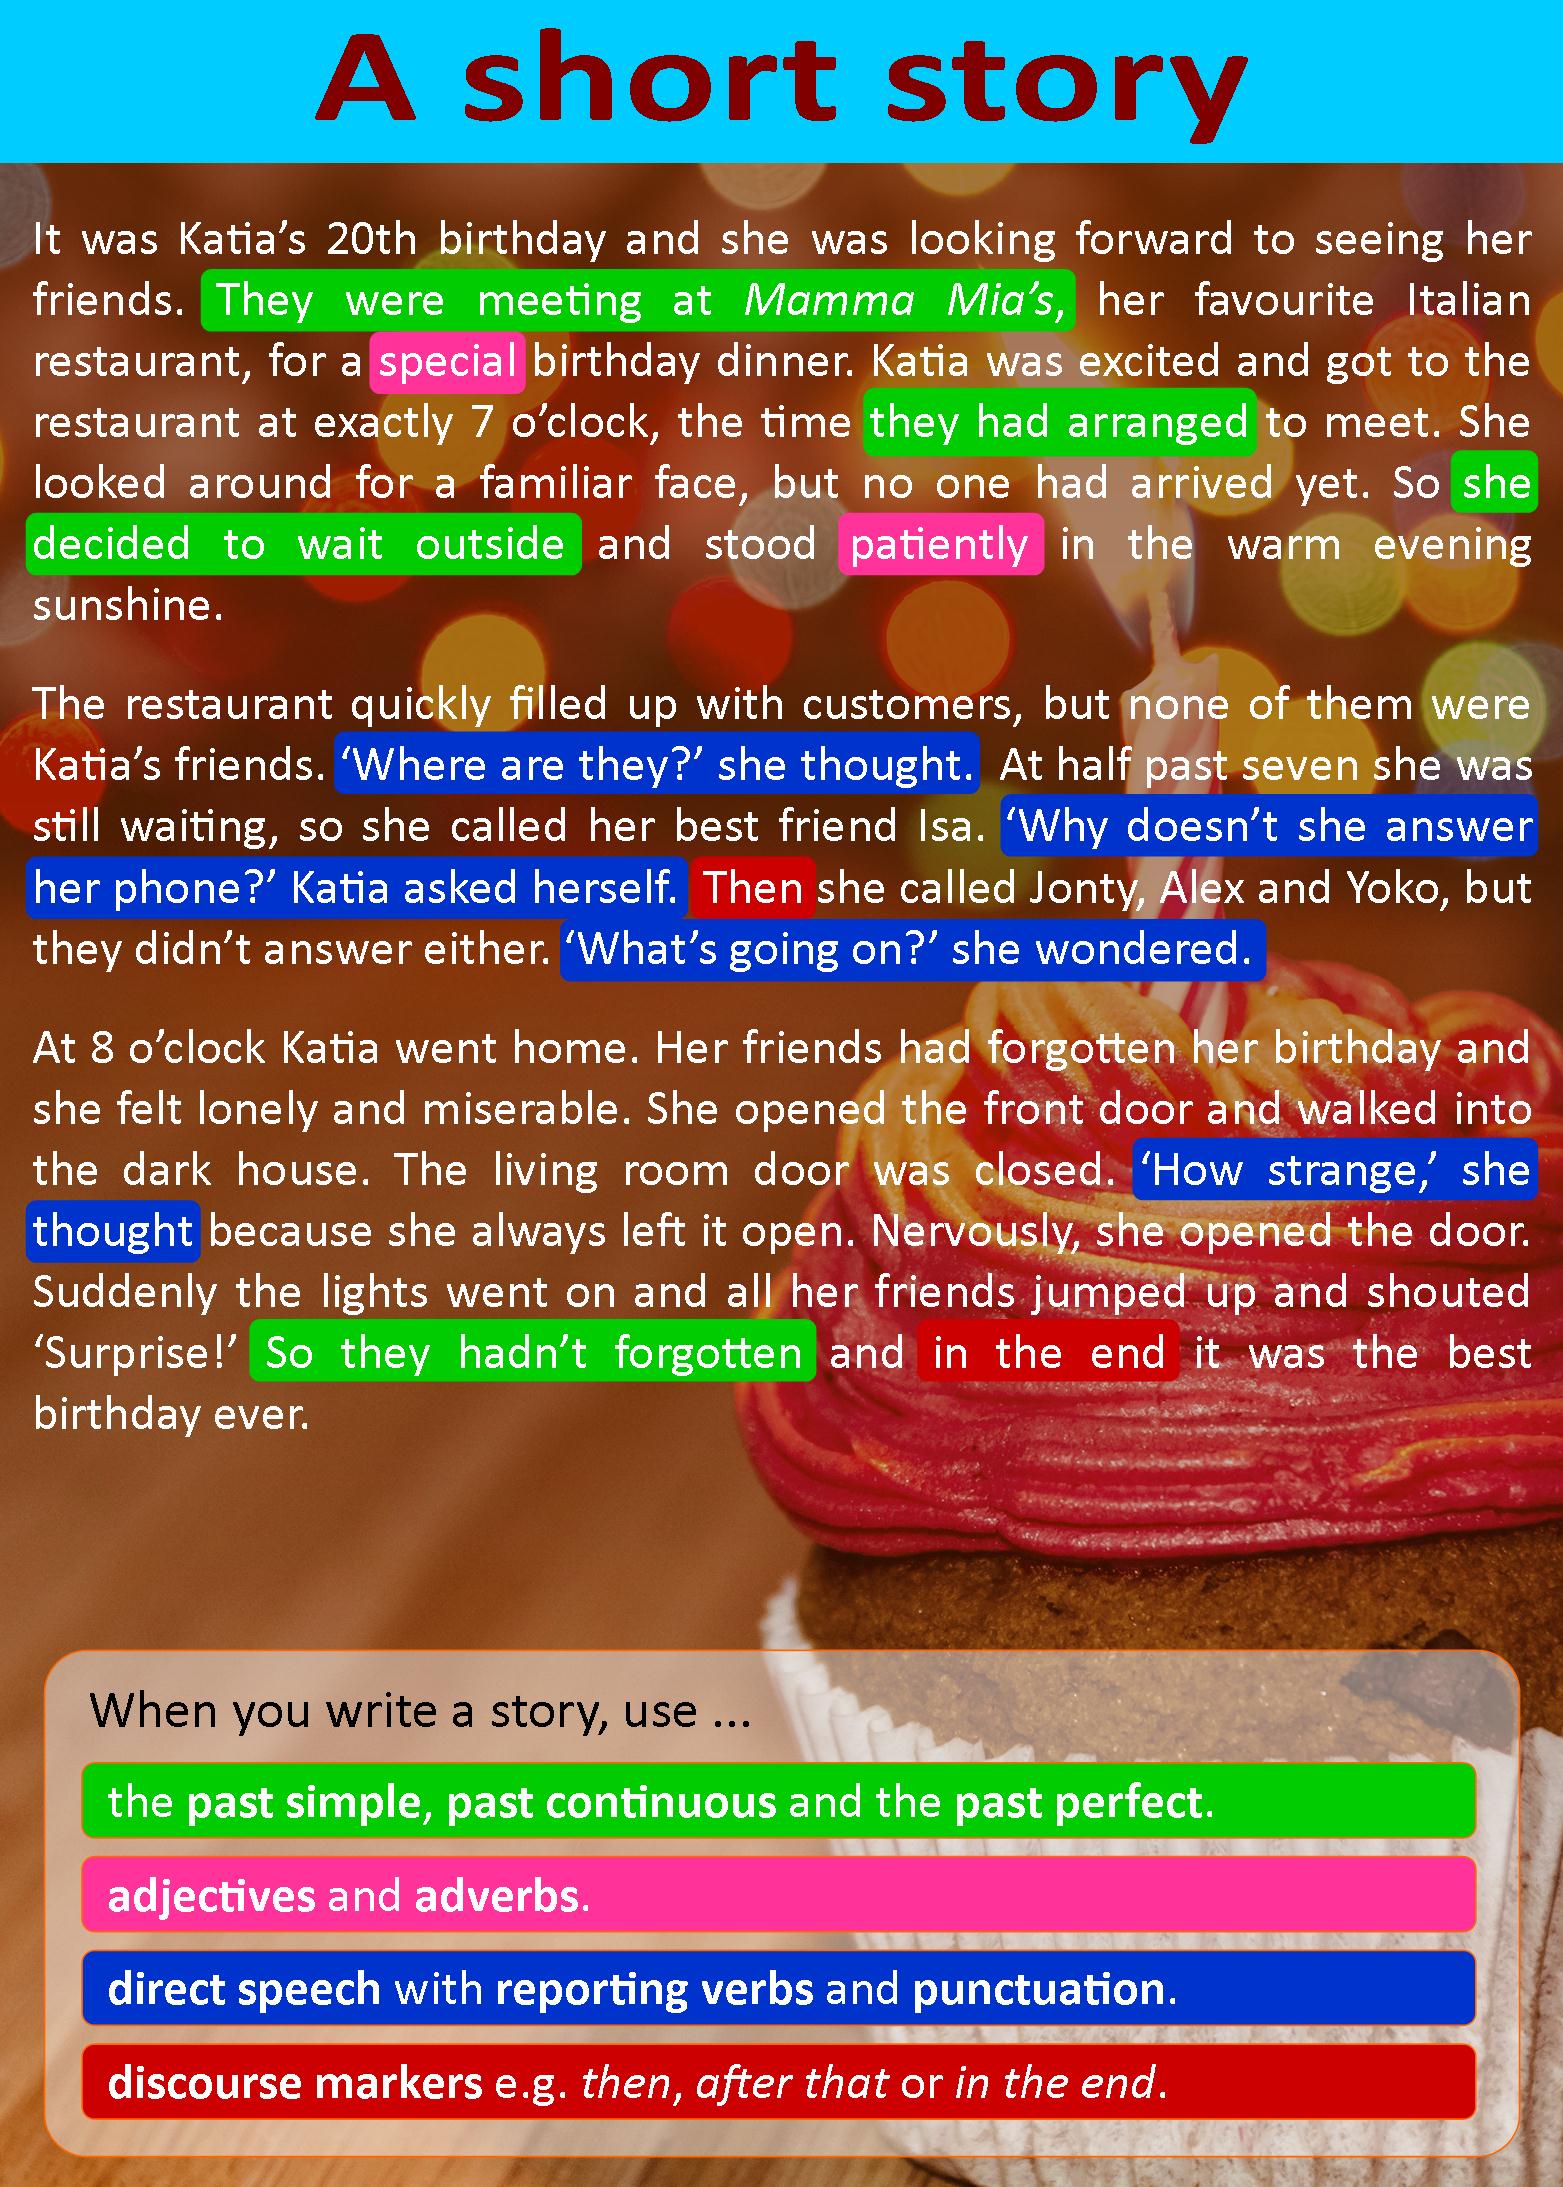 A short story
It was Katia’s 20th birthday and she was looking forward to seeing her
friends. They were meeting at Mamma Mia’s, her favourite Italian
restaurant, for a special birthday dinner. Katia was excited and got to the
restaurant at exactly 7 o’clock, the time they had arranged to meet. She
looked around for a familiar face, but no one had arrived yet. So she
decided to wait outside and stood patiently in the warm evening
sunshine.
The restaurant quickly filled up with customers, but none of them were
Katia’s friends. ‘Where are they?’ she thought. At half past seven she was
still waiting, so she called her best friend Isa. ‘Why doesn’t she answer
her phone?’ Katia asked herself. Then she called Jonty, Alex and Yoko, but
they didn’t answer either. ‘What’s going on?’ she wondered.
At 8 o’clock Katia went home. Her friends had forgotten her birthday and
she felt lonely and miserable. She opened the front door and walked into
the dark house. The living room door was closed. ‘How strange,’ she
thought because she always left it open. Nervously, she opened the door.
Suddenly the lights went on and all her friends jumped up and shouted
‘Surprise!’ So they hadn’t forgotten and in the end it was the best
birthday ever.
When you write a story, use ...
the past simple, past continuous and the past perfect.
adjectives and adverbs.
direct speech with reporting verbs and punctuation.
discourse markers e.g. then, after that or in the end.